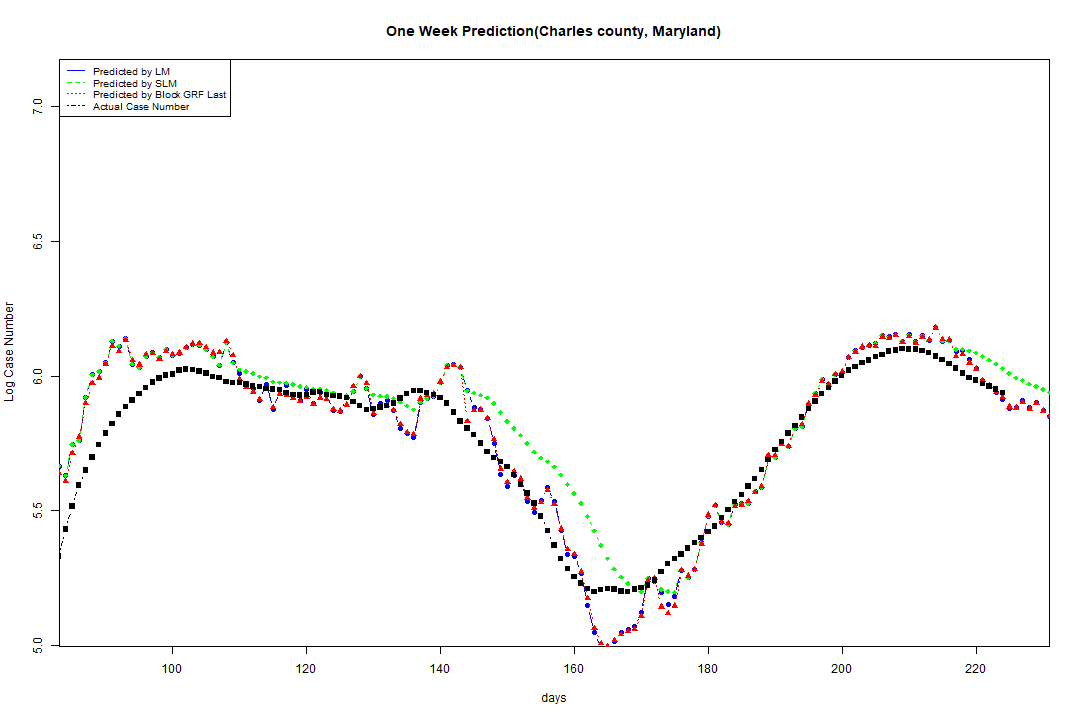 One Week Prediction(Charles county, Maryland)
Predicted by LM
Predicted by SLM
Predicted by Block GRF Last
Actual Case Number
7.0
6.5
6.0
5.5
5.0
Log Case Number
100 120 140 160 180 200 220
days